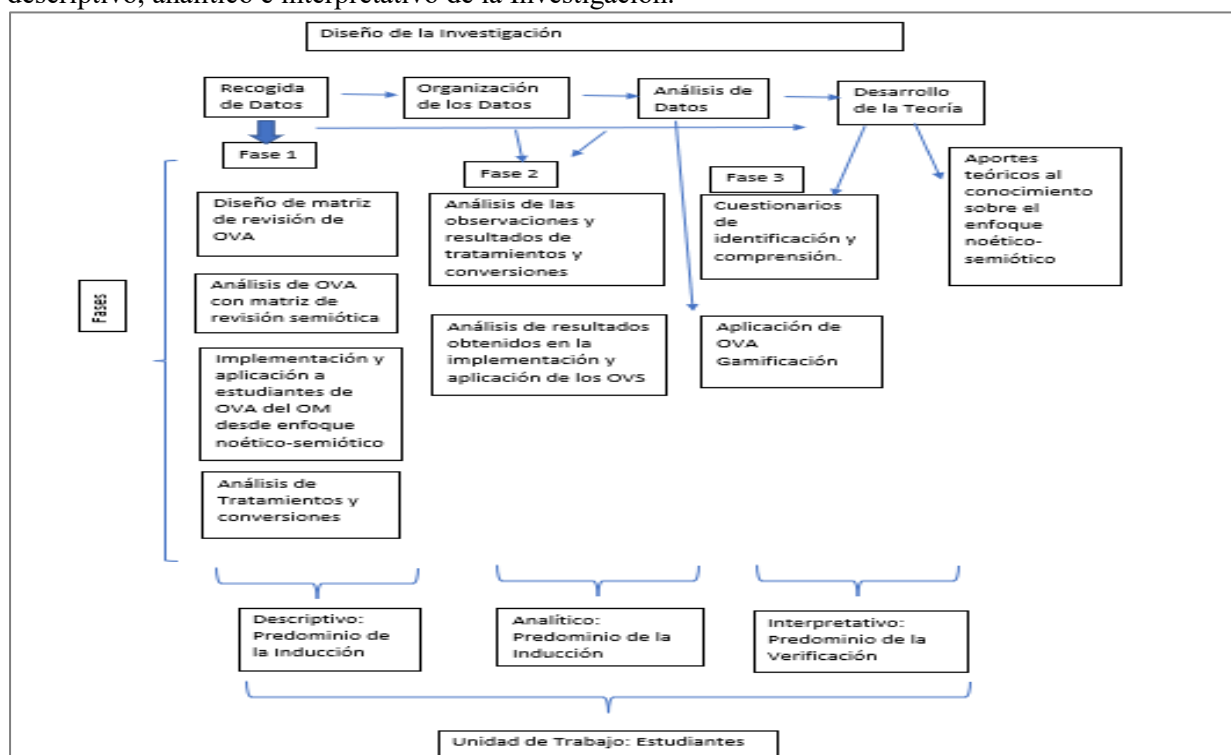 descriptivo, analítico e interpretativo de la Investigación.
Diseño de la Investigación
Recogida
de Datos
Organización
de los Datos
Análisis de
Datos
Desarrollo
de la Teoría
Fase 1
Fase 2
Fase 3
Fases
Diseño de matriz
de revisión de
OVA
Análisis de OVA
con matriz de
revisión semiótica
Implementación y
aplicación a
estudiantes de
OVA del OM
desde enfoque
noético-semiótico
Análisis de
Tratamientos y
conversiones
Análisis de las
observaciones y
resultados de
tratamientos y
conversiones
Análisis de resultados
obtenidos en la
implementación y
aplicación de los OVS
Cuestionarios
de
identificación y
comprensión.
Aplicación de
OVA
Gamificación
Aportes
teóricos al
conocimiento
sobre el
enfoque
noético-
semiótico
Descriptivo:
Predominio de
la Inducción
Analítico:
Predominio de la
Inducción
Interpretativo:
Predominio de la
Verificación
Unidad de Trabajo: Estudiantes